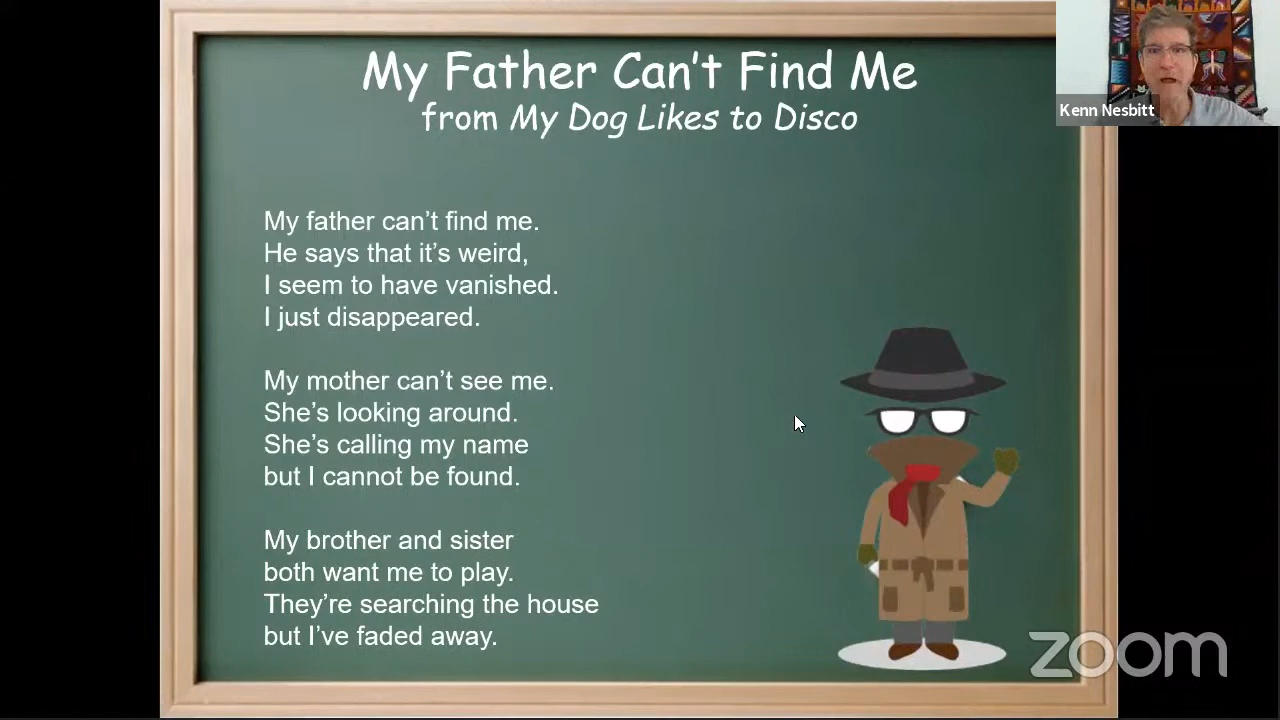 My Father Can't Find Me
from My Dog Likes to Disco
Kenn Nesbitt
My father can't find me.
He says that it's weird,
I seem to have vanished.
I just disappeared.
My mother can't see me.
She's looking around.
She's calling my name
but I cannot be found.
My brother and sister
both want me to play.
They're searching the house
but I've faded away.
zoom